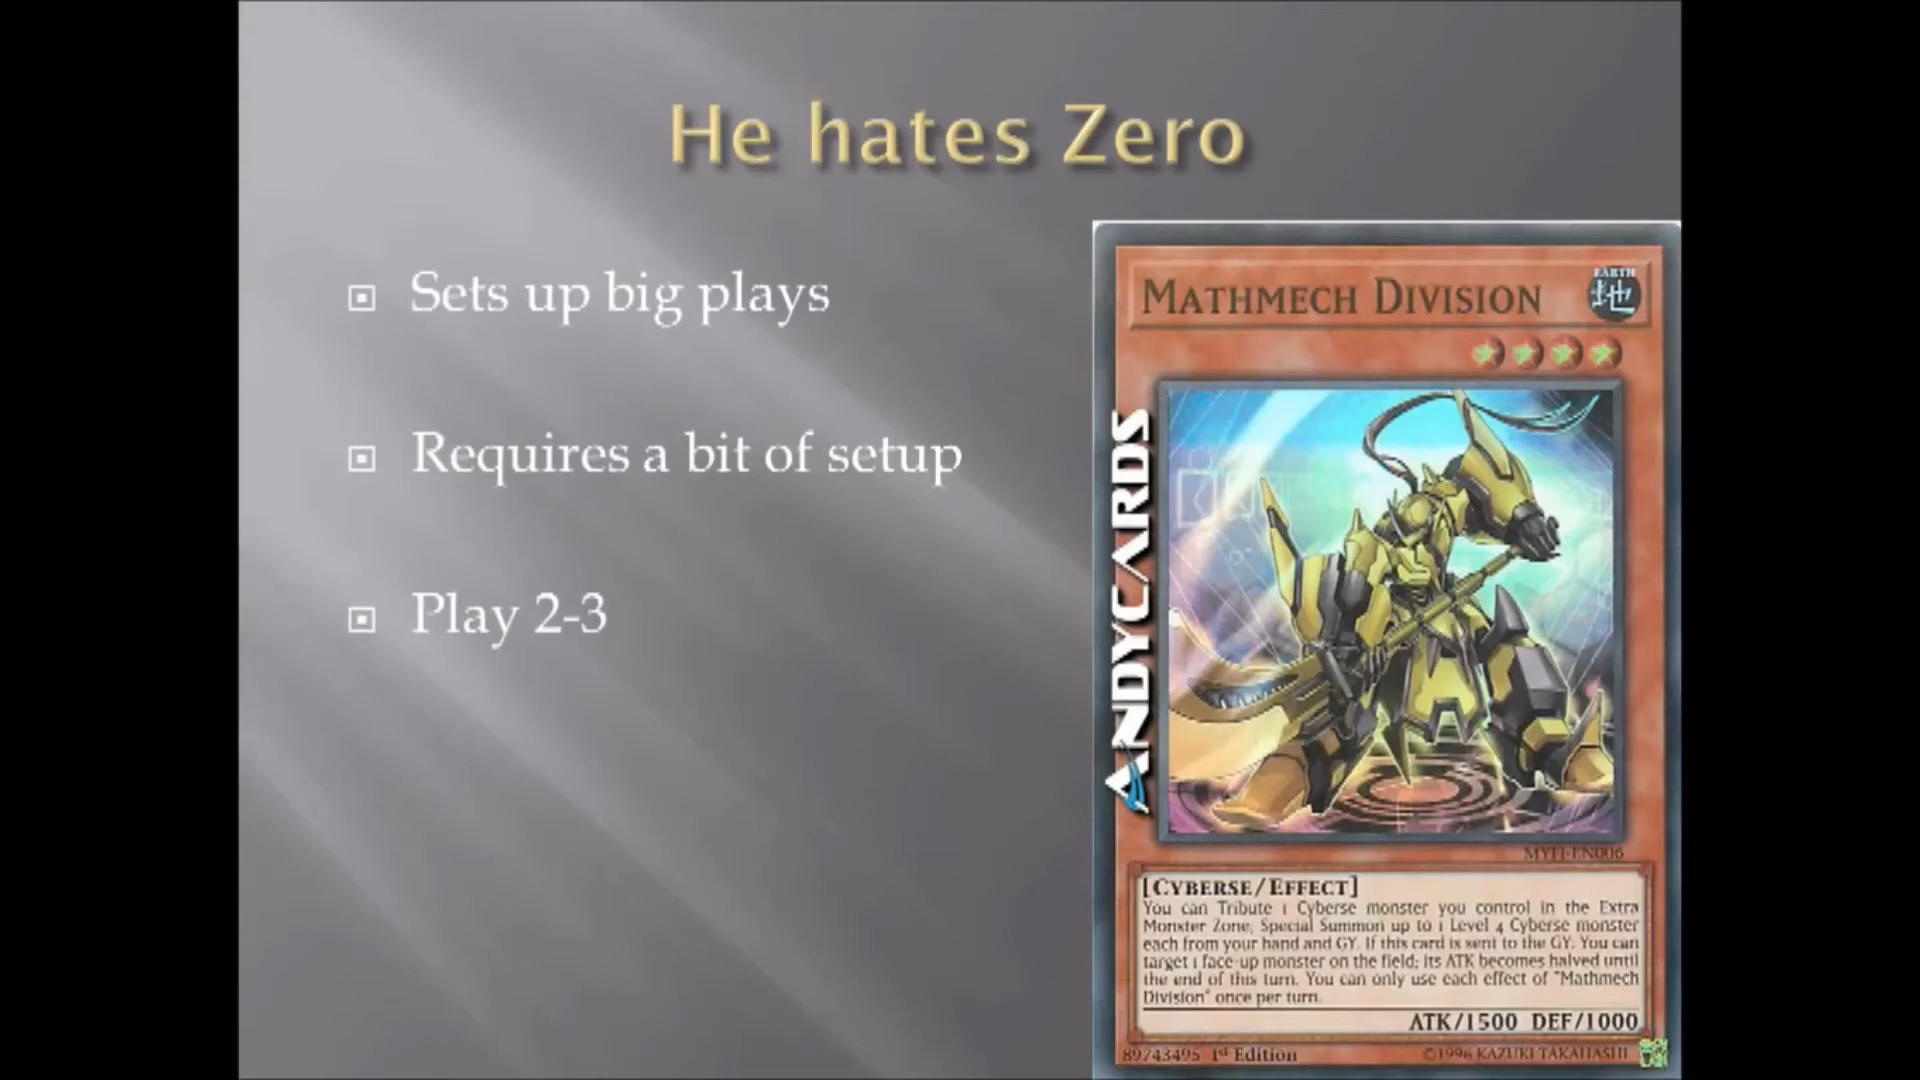 He hates Zero
Sets up big plays
Requires a bit of setup
Play 2-3
MATHMECH DIVISION
EARTH
地
ANDYCARDS
MYFI-EN006
[CYBERSE/EFFECT]
You can Tribute 1 Cyberse monster you control in the Extra
Monster Zone; Special Summon up to 1 Level 4 Cyberse monster
each from your hand and GY. If this card is sent to the GY: You can
target 1 face-up monster on the field; its ATK becomes halved until
the end of this turn. You can only use each effect of "Mathmech
Division" once per turn.
ATK/1500 DEF/1000
89743495 1st Edition
©1996 KAZUKI TAKAHASHI